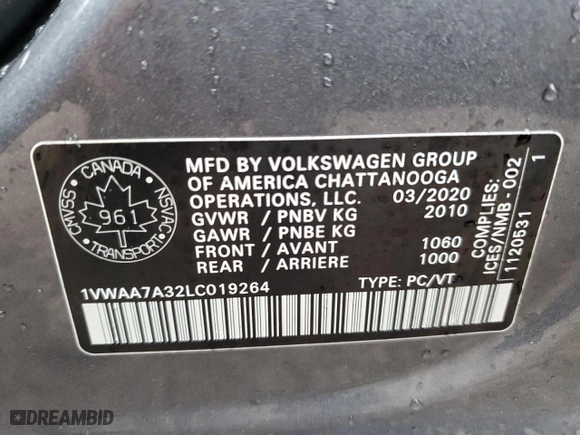 CANADA
CMVSS
NSVAC
961
TRANSPORT
MFD BY VOLKSWAGEN GROUP
OF AMERICA CHATTANOOGA
OPERATIONS, LLC. 03/2020
GVWR / PNBV KG 2010
GAWR / PNBE KG
FRONT / AVANT 1060
REAR / ARRIERE 1000
1VWAA7A32LC019264 TYPE: PC/VT
COMPLIES:
ICES/NMB - 002
1120531 1
DREAMBID